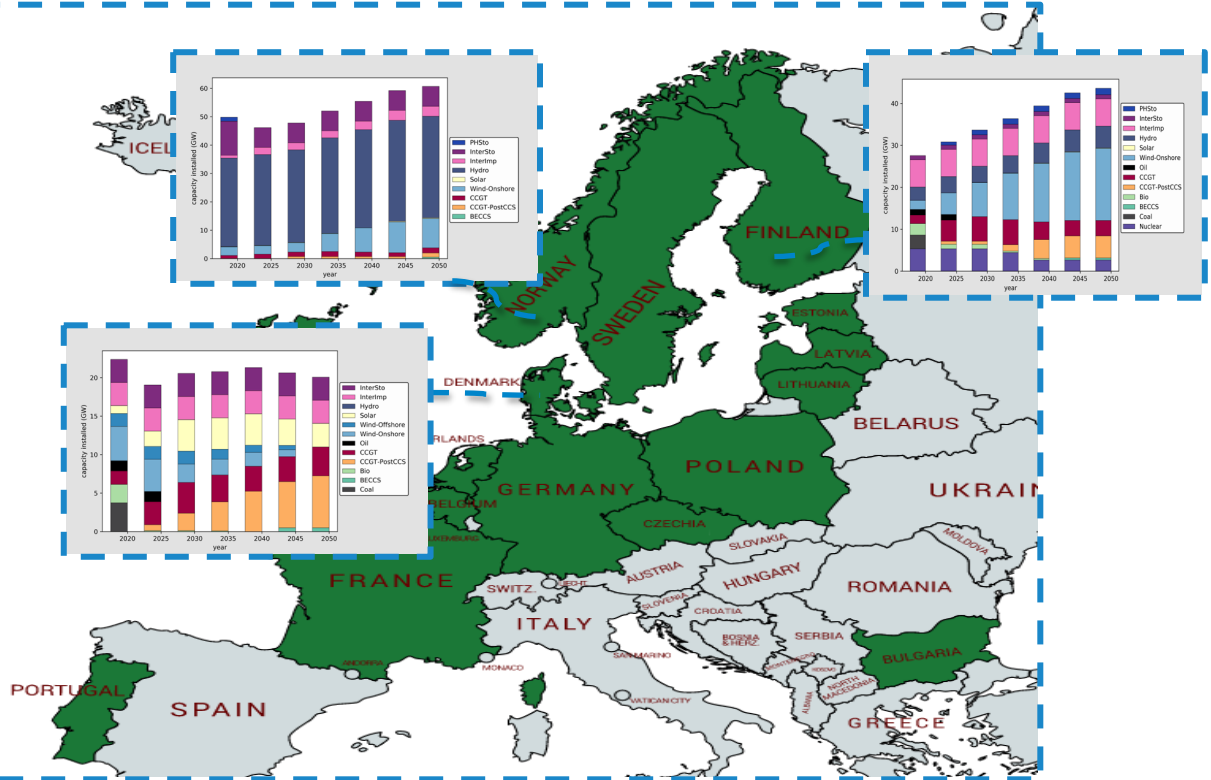 60
50
40
30
20
10
0
capacity installed (GW)
2020 2025 2030 2035 2040 2045 2050
year
PHSto
InterSto
InterImp
Hydro
Solar
Wind-Onshore
CCGT
CCGT-PostCCS
BECCS
40
30
20
10
0
capacity installed (GW)
2020 2025 2030 2035 2040 2045 2050
year
PHSto
InterSto
InterImp
Hydro
Solar
Wind-Onshore
Oil
CCGT
CCGT-PostCCS
Bio
BECCS
Coal
Nuclear
ICEL
FINLAND
NORWAY
SWEDEN
ESTONIA
LATVIA
LITHUANIA
DENMARK
20
15
10
5
0
capacity installed (GW)
2020 2025 2030 2035 2040 2045 2050
year
InterSto
InterImp
Hydro
Solar
Wind-Offshore
Wind-Onshore
Oil
CCGT
CCGT-PostCCS
Bio
BECCS
Coal
RLANDS
BELARUS
POLAND
GERMANY
BELGIUM
UKRAIN
CZECHIA
UXEMBURG
SLOVAKIA
MOLDOVA
FRANCE
SWITZ.
LIECHT.
AUSTRIA
HUNGARY
ROMANIA
SLOVENIA
CROATIA
ITALY
BOSNIA
& HERZ.
SERBIA
SAN MARINO
MONACO
ANDORRA
MONTENEGRO
KOSOVO
BULGARIA
NORTH
MACEDONIA
ALBANIA
VATICAN CITY
PORTUGAL
SPAIN
GREECE